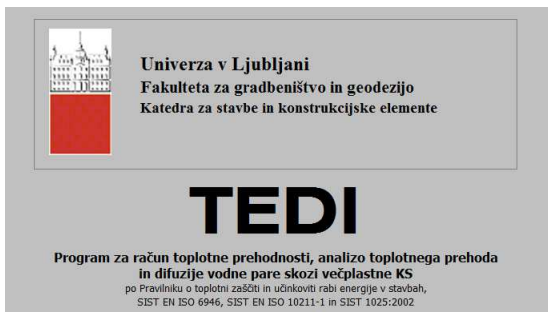 Univerza v Ljubljani
Fakulteta za gradbeništvo in geodezijo
Katedra za stavbe in konstrukcijske elemente
TEDI
Program za račun toplotne prehodnosti, analizo toplotnega prehoda
in difuzije vodne pare skozi večplastne KS
po Pravilniku o toplotni zaščiti in učinkoviti rabi energije v stavbah,
SIST EN ISO 6946, SIST EN ISO 10211-1 in SIST 1025:2002